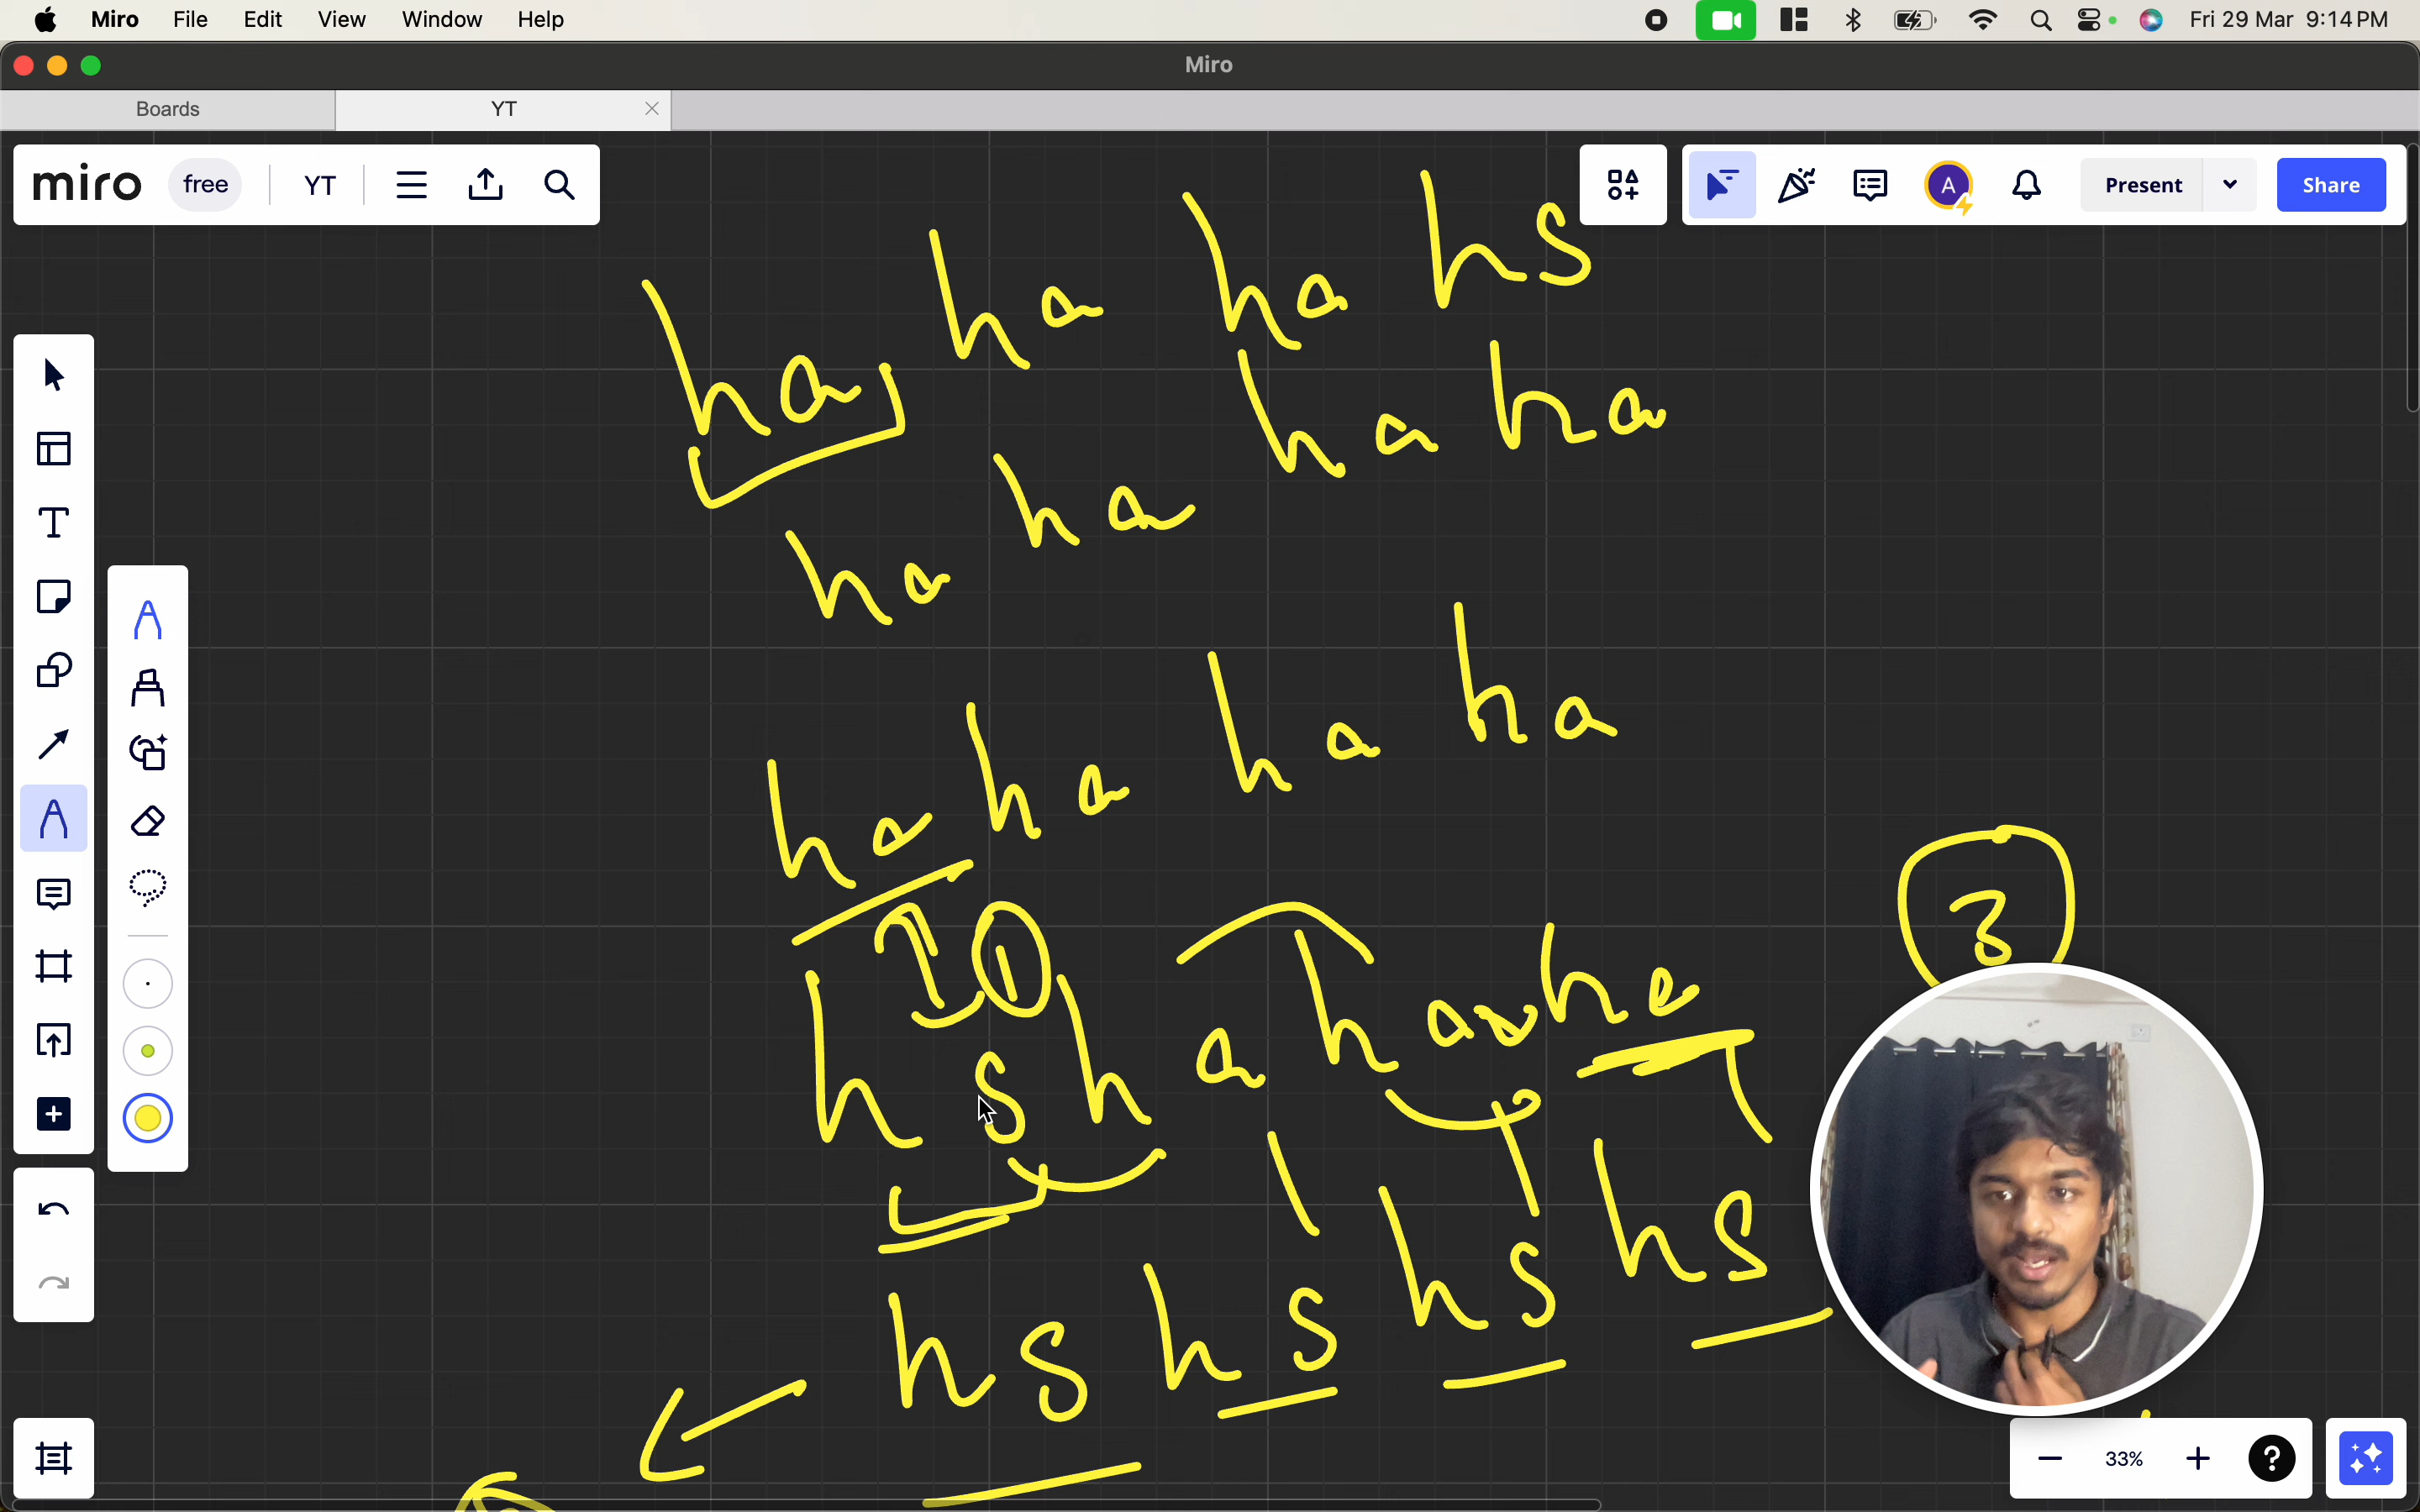 Miro File Edit View Window Help Fri 29 Mar 9:14 PM
Miro
Boards YT
miro free YT Present Share
A
ha, ha ha hs
ha ha ha ha
ha ha ha ha
3
1
hs ha ha he
hs hs hs hs
33%